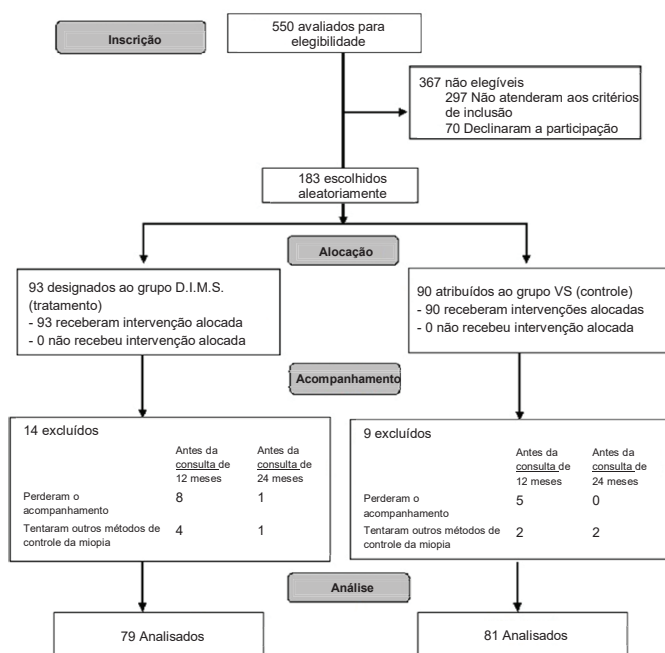 550 avaliados para
elegibilidade
Inscrição
367 não elegíveis
297 Não atenderam aos critérios
de inclusão
70 Declinaram a participação
183 escolhidos
aleatoriamente
Alocação
93 designados ao grupo D.I.M.S.
(tratamento)
- 93 receberam intervenção alocada
- 0 não recebeu intervenção alocada
90 atribuídos ao grupo VS (controle)
- 90 receberam intervenções alocadas
- 0 não recebeu intervenção alocada
Acompanhamento
14 excluídos
Antes da Antes da
consulta de consulta de
12 meses 24 meses
Perderam o
acompanhamento 8 1
Tentaram outros métodos de
controle da miopia 4 1
9 excluídos
Antes da Antes da
consulta de consulta de
12 meses 24 meses
Perderam o
acompanhamento 5 0
Tentaram outros métodos de
controle da miopia 2 2
Análise
79 Analisados
81 Analisados